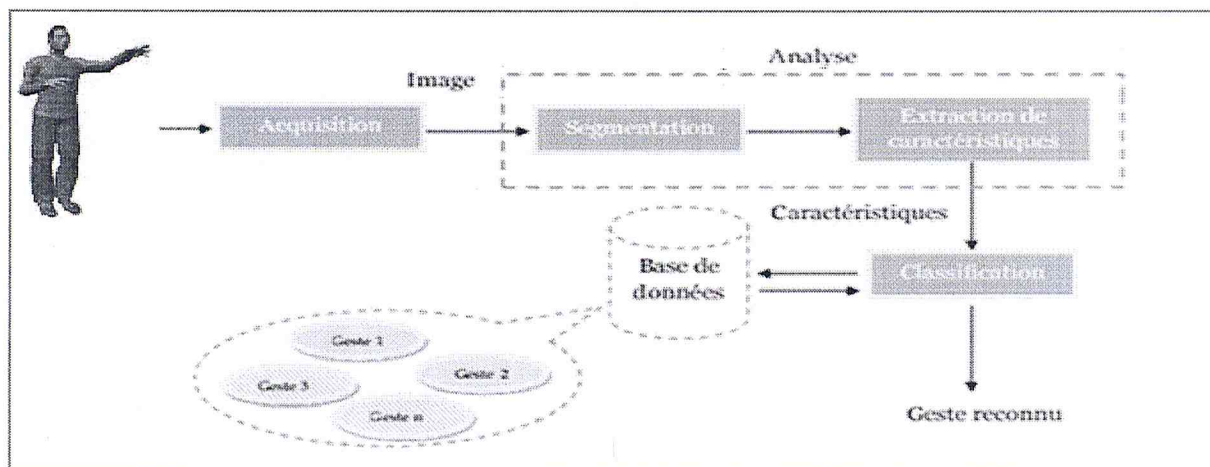 Analyse
Image
Acquisition
Segmentation
Extraction de
caractéristiques
Caractéristiques
Base de
données
Classification
Geste 1
Geste 2
Geste 3
Geste n
Geste reconnu